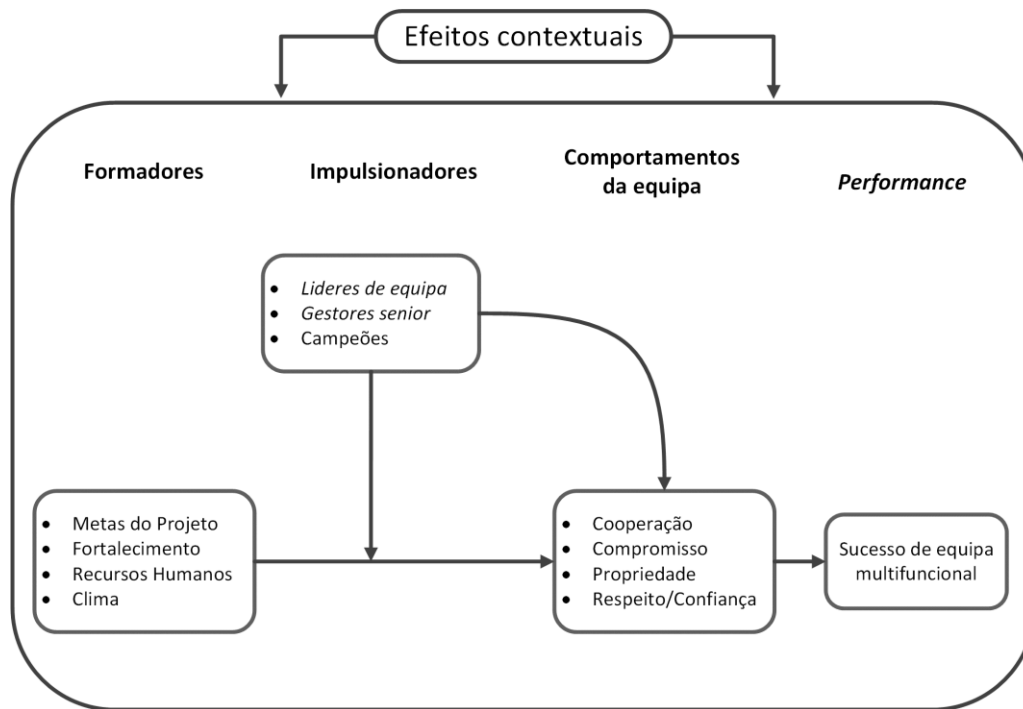 Efeitos contextuais
Formadores
Impulsionadores
Comportamentos
da equipa
Performance
Lideres de equipa
Gestores senior
Campeões
Metas do Projeto
Fortalecimento
Recursos Humanos
Clima
Cooperação
Compromisso
Propriedade
Respeito/Confiança
Sucesso de equipa
multifuncional